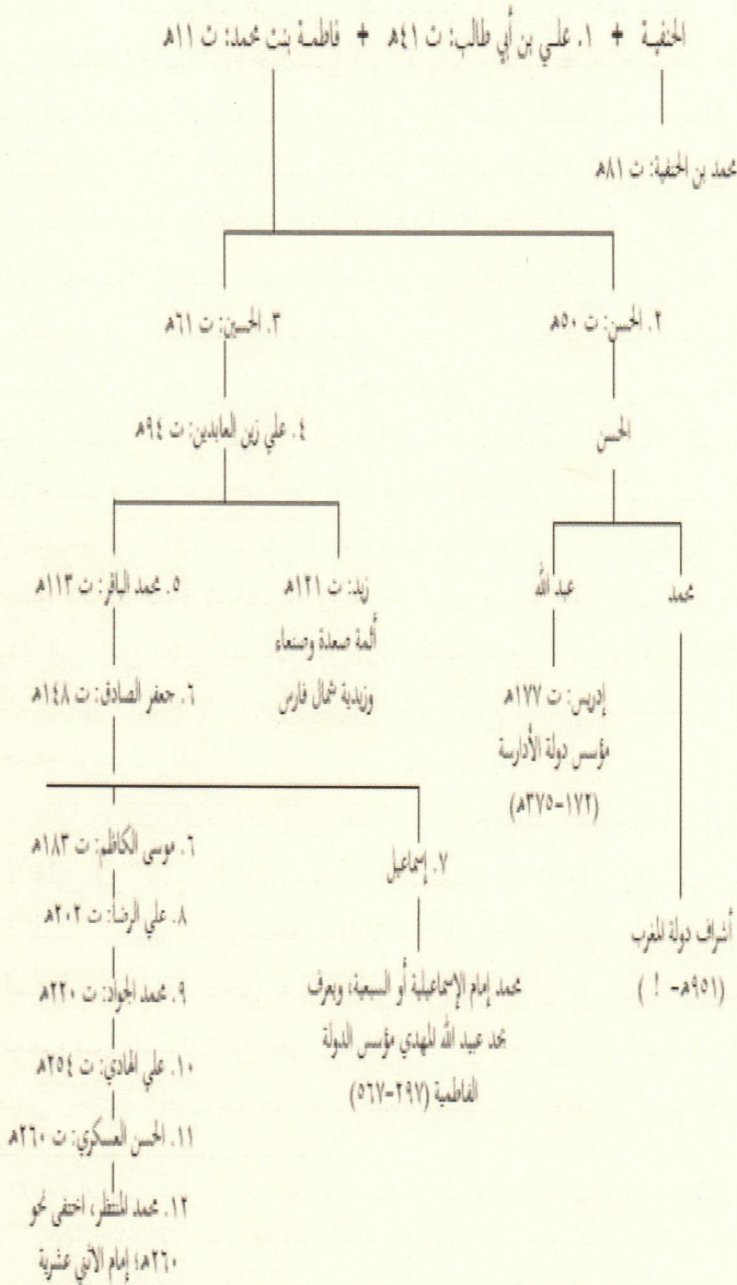 الحنفية + ١. علي بن أبي طالب: ت ٤١هـ + فاطمة بنت محمد: ت ١١هـ
محمد بن الحنفية: ت ٨١هـ
٢. الحسن: ت ٥٠هـ
٣. الحسين: ت ٦١هـ
الحسن
٤. علي زين العابدين: ت ٩٤هـ
محمد
عبد الله
زيد: ت ١٢١هـ
أئمة صعدة وصنعاء
وزيدية شمال فارس
٥. محمد الباقر: ت ١١٣هـ
إدريس: ت ١٧٧هـ
مؤسس دولة الأدارسة
(١٧٢-٣٧٥هـ)
٦. جعفر الصادق: ت ١٤٨هـ
أشراف دولة المغرب
(٩٥١هـ- ! )
٧. إسماعيل
محمد إمام الإسماعيلية أو السبعية، ويعرف
بجد عبيد الله المهدي مؤسس الدولة
الفاطمية (٢٩٧-٥٦٧)
٦. موسى الكاظم: ت ١٨٣هـ
٨. علي الرضا: ت ٢٠٢هـ
٩. محمد الجواد: ت ٢٢٠هـ
١٠. علي الهادي: ت ٢٥٤هـ
١١. الحسن العسكري: ت ٢٦٠هـ
١٢. محمد المنتظر، اختفى نحو
٢٦٠هـ؛ إمام الاثني عشرية